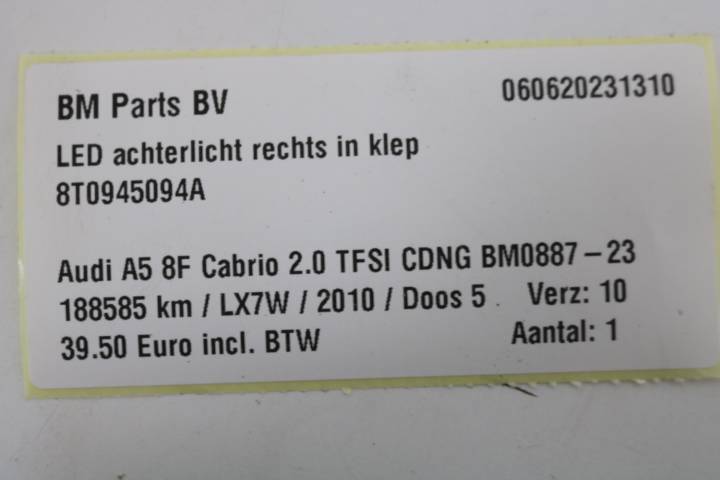 BM Parts BV 060620231310
LED achterlicht rechts in klep
8T0945094A
Audi A5 8F Cabrio 2.0 TFSI CDNG BM0887-23
188585 km / LX7W / 2010 / Doos 5 Verz: 10
39.50 Euro incl. BTW Aantal: 1